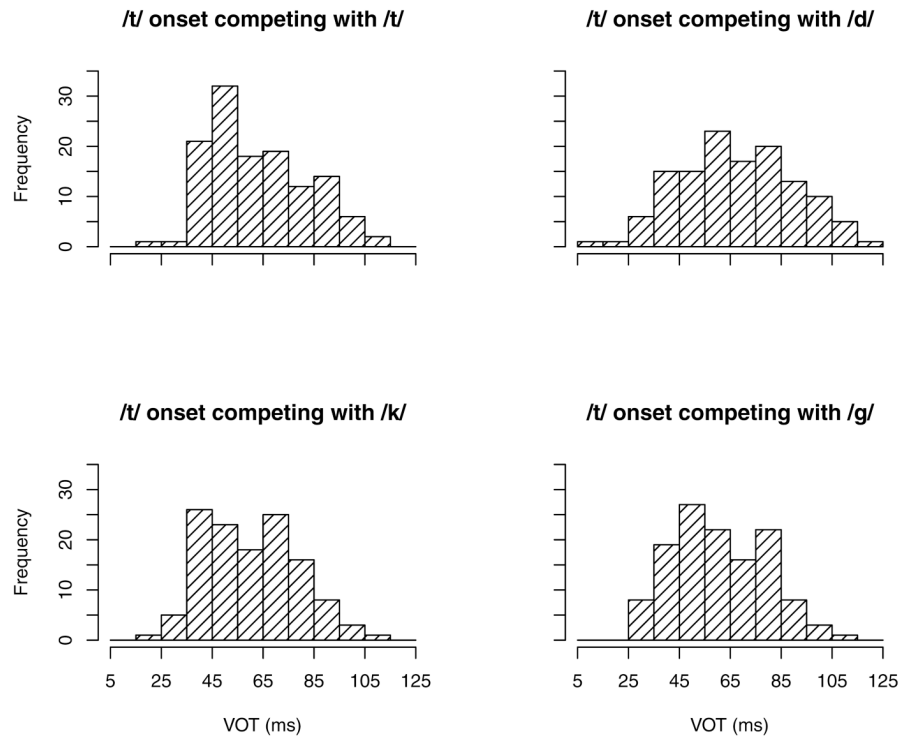 /t/ onset competing with /t/
/t/ onset competing with /d/
Frequency
0 10 20 30
/t/ onset competing with /k/
/t/ onset competing with /g/
Frequency
0 10 20 30
5 25 45 65 85 105 125
5 25 45 65 85 105 125
VOT (ms)
VOT (ms)